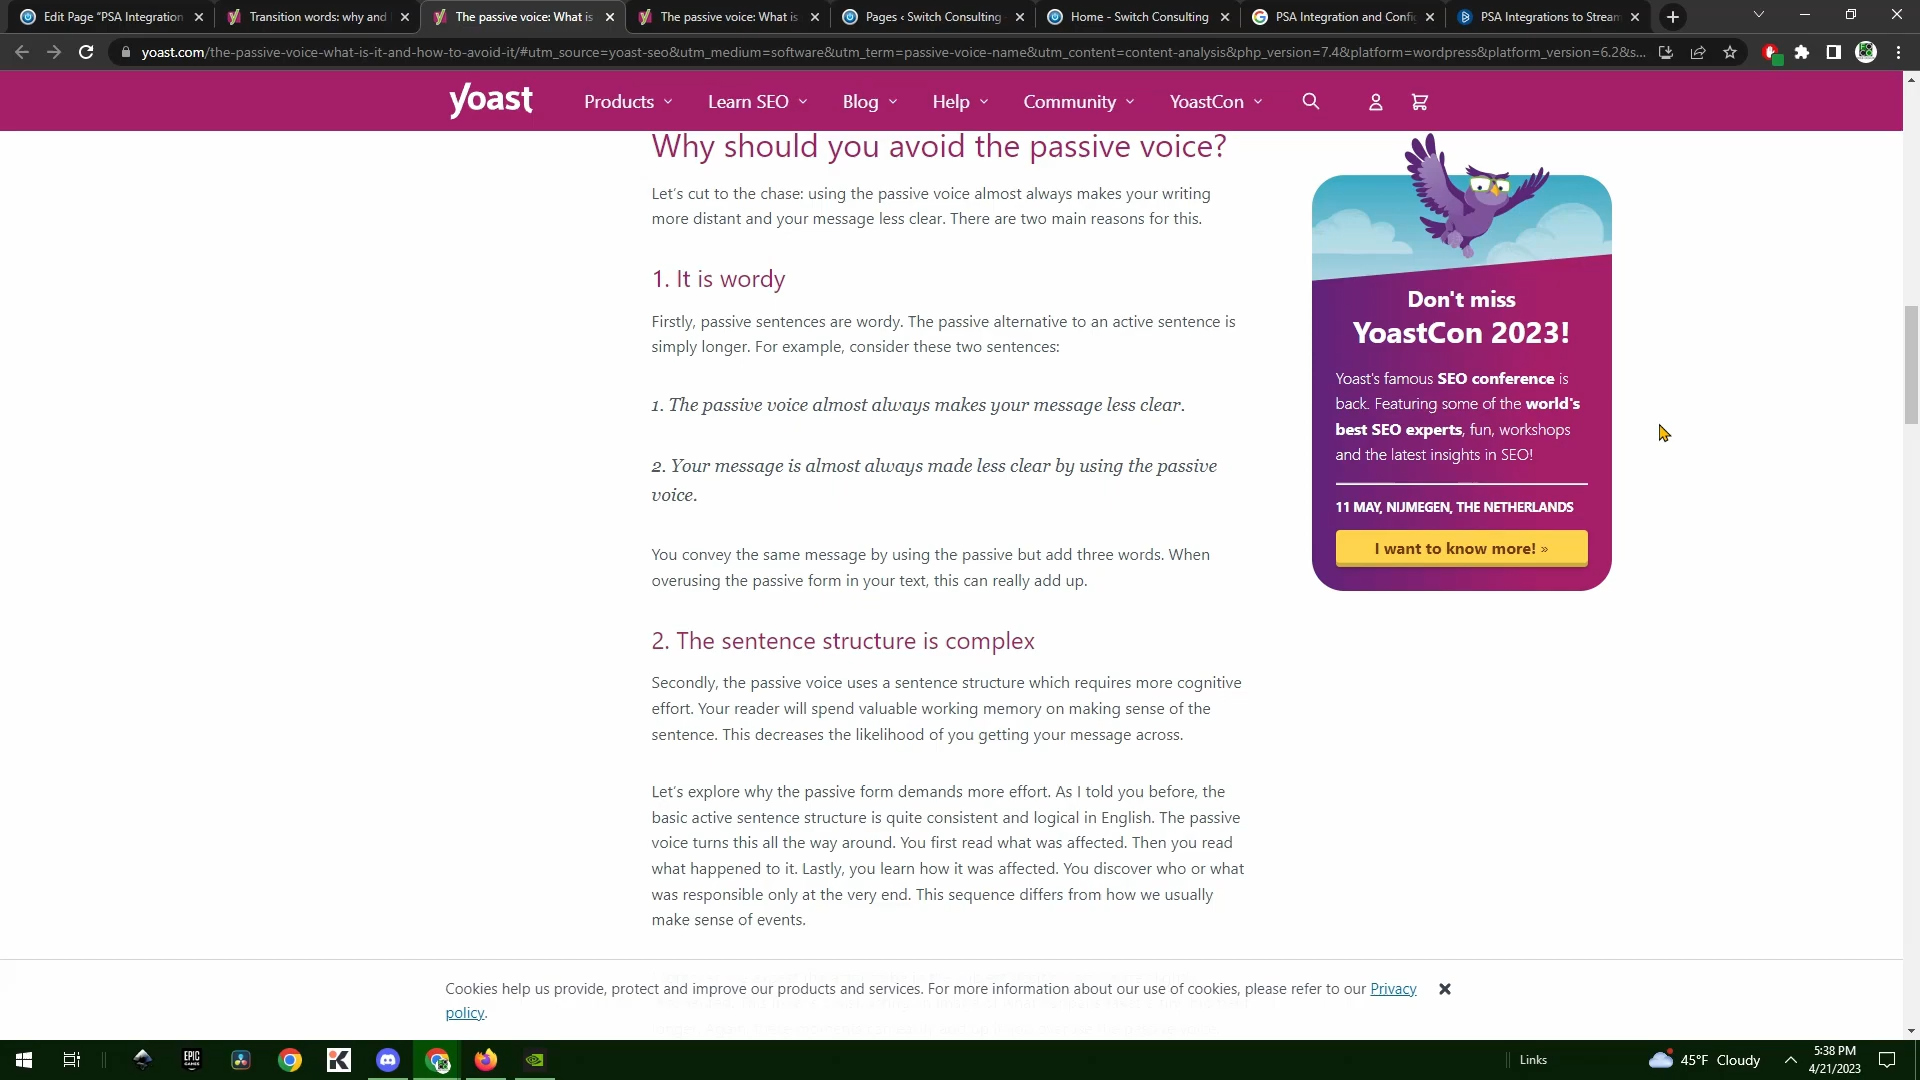 Edit Page "PSA Integration
Transition words: why and
The passive voice: What is
The passive voice: What is
Pages ‹ Switch Consulting
Home - Switch Consulting
PSA Integration and Config
PSA Integrations to Stream
yoast.com/the-passive-voice-what-is-it-and-how-to-avoid-it/#utm_source=yoast-seo&utm_medium=software&utm_term=passive-voice-name&utm_content=content-analysis&php_version=7.4&platform=wordpress&platform_version=6.2&s...
yoast
Products
Learn SEO
Blog
Help
Community
YoastCon
Why should you avoid the passive voice?
Let's cut to the chase: using the passive voice almost always makes your writing
more distant and your message less clear. There are two main reasons for this.
1. It is wordy
Firstly, passive sentences are wordy. The passive alternative to an active sentence is
simply longer. For example, consider these two sentences:
1. The passive voice almost always makes your message less clear.
2. Your message is almost always made less clear by using the passive
voice.
You convey the same message by using the passive but add three words. When
overusing the passive form in your text, this can really add up.
2. The sentence structure is complex
Secondly, the passive voice uses a sentence structure which requires more cognitive
effort. Your reader will spend valuable working memory on making sense of the
sentence. This decreases the likelihood of you getting your message across.
Let's explore why the passive form demands more effort. As I told you before, the
basic active sentence structure is quite consistent and logical in English. The passive
voice turns this all the way around. You first read what was affected. Then you read
what happened to it. Lastly, you learn how it was affected. You discover who or what
was responsible only at the very end. This sequence differs from how we usually
make sense of events.
Don't miss
YoastCon 2023!
Yoast's famous SEO conference is
back. Featuring some of the world's
best SEO experts, fun, workshops
and the latest insights in SEO!
11 MAY, NIJMEGEN, THE NETHERLANDS
I want to know more! »
Cookies help us provide, protect and improve our products and services. For more information about our use of cookies, please refer to our Privacy
policy.
EPIC
GAMES
Links
45°F Cloudy
5:38 PM
4/21/2023